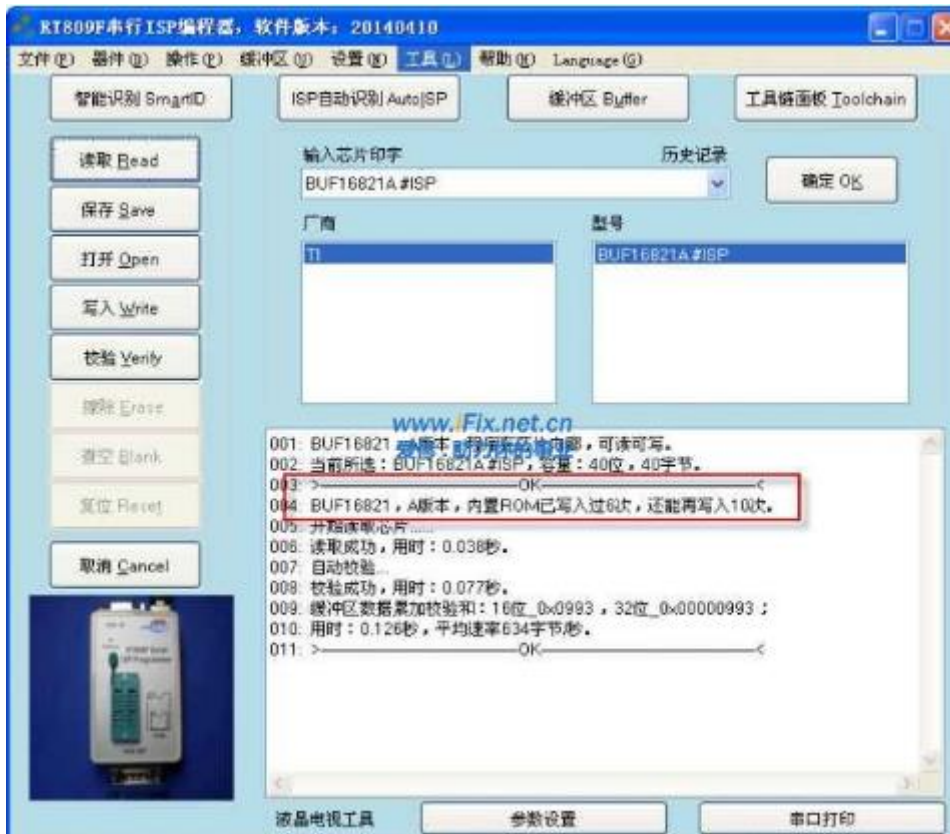 RT809F串行ISP编程器，软件版本：20140410
文件(F) 器件(D) 操作(P) 缓冲区(U) 设置(W) 工具(L) 帮助(H) Language(G)
智能识别 SmartID
ISP自动识别 AutoISP
缓冲区 Buffer
工具链面板 Toolchain
读取 Read
保存 Save
打开 Open
写入 Write
校验 Verify
擦除 Erase
查空 Blank
复位 Reset
取消 Cancel
输入芯片印字
历史记录
BUF16821A#ISP
确定 OK
厂商
型号
TI
BUF16821A#ISP
www.iFix.net.cn
001: BUF16821，A版本，可读可写。
002: 当前所选：BUF16821A#ISP，容量：40位，40字节。
003: >————OK————<
004: BUF16821，A版本，内置ROM已写入过6次，还能再写入10次。
005: 开始读取芯片......
006: 读取成功，用时：0.038秒。
007: 自动校验...
008: 校验成功，用时：0.077秒。
009: 缓冲区数据累加校验和：16位_0x0993，32位_0x00000993；
010: 用时：0.126秒，平均速率634字节/秒。
011: >————OK————<
液晶电视工具
参数设置
串口打印